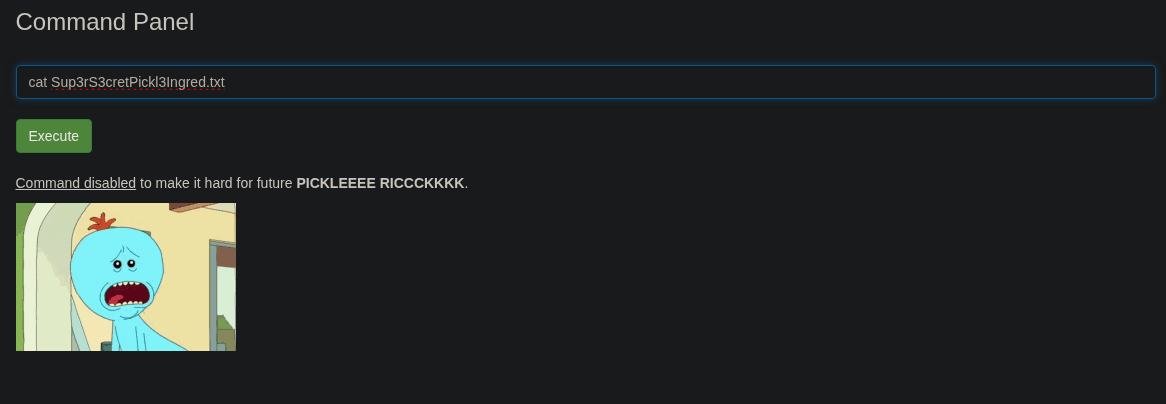 Command Panel
cat Sup3rS3cretPickl3Ingred.txt
Execute
Command disabled to make it hard for future PICKLEEEE RICCCKKKK.